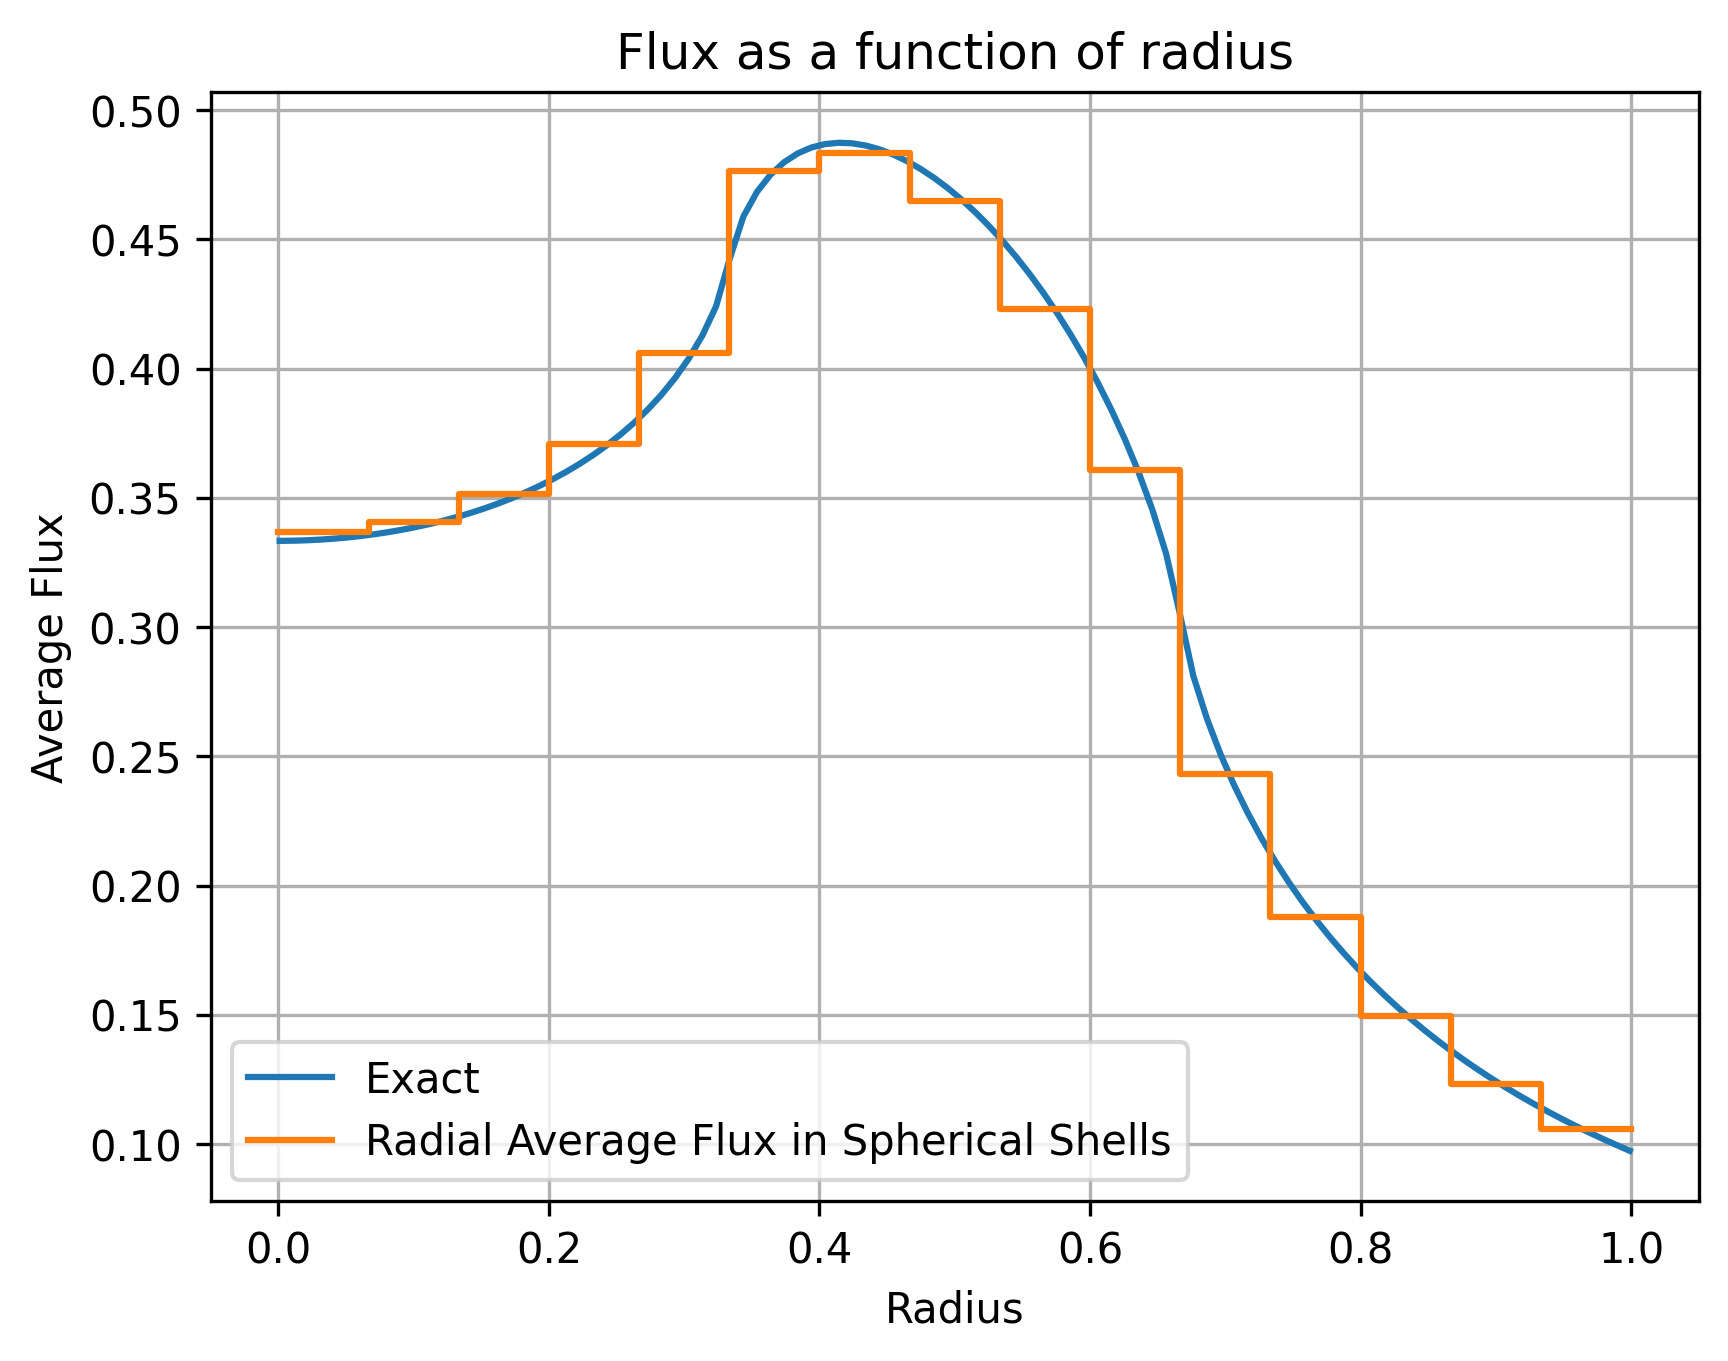 Flux as a function of radius
0.50
0.45
0.40
0.35
0.30
0.25
0.20
0.15
0.10
Average Flux
Exact
Radial Average Flux in Spherical Shells
0.0 0.2 0.4 0.6 0.8 1.0
Radius